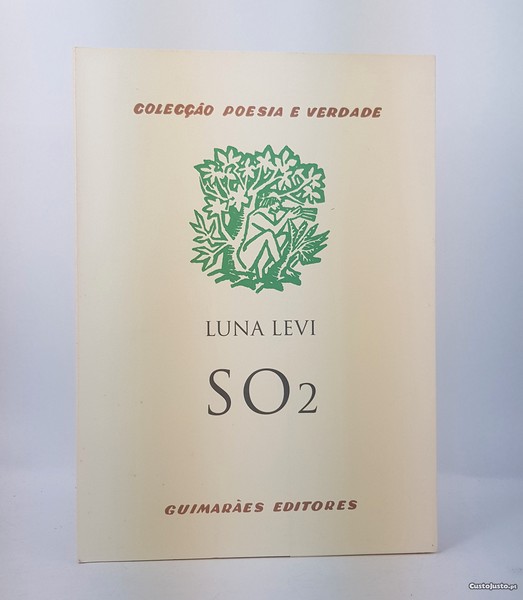 COLECÇÃO POESIA E VERDADE
LUNA LEVI
SO2
GUIMARÃES EDITORES
CustoJusto.pt